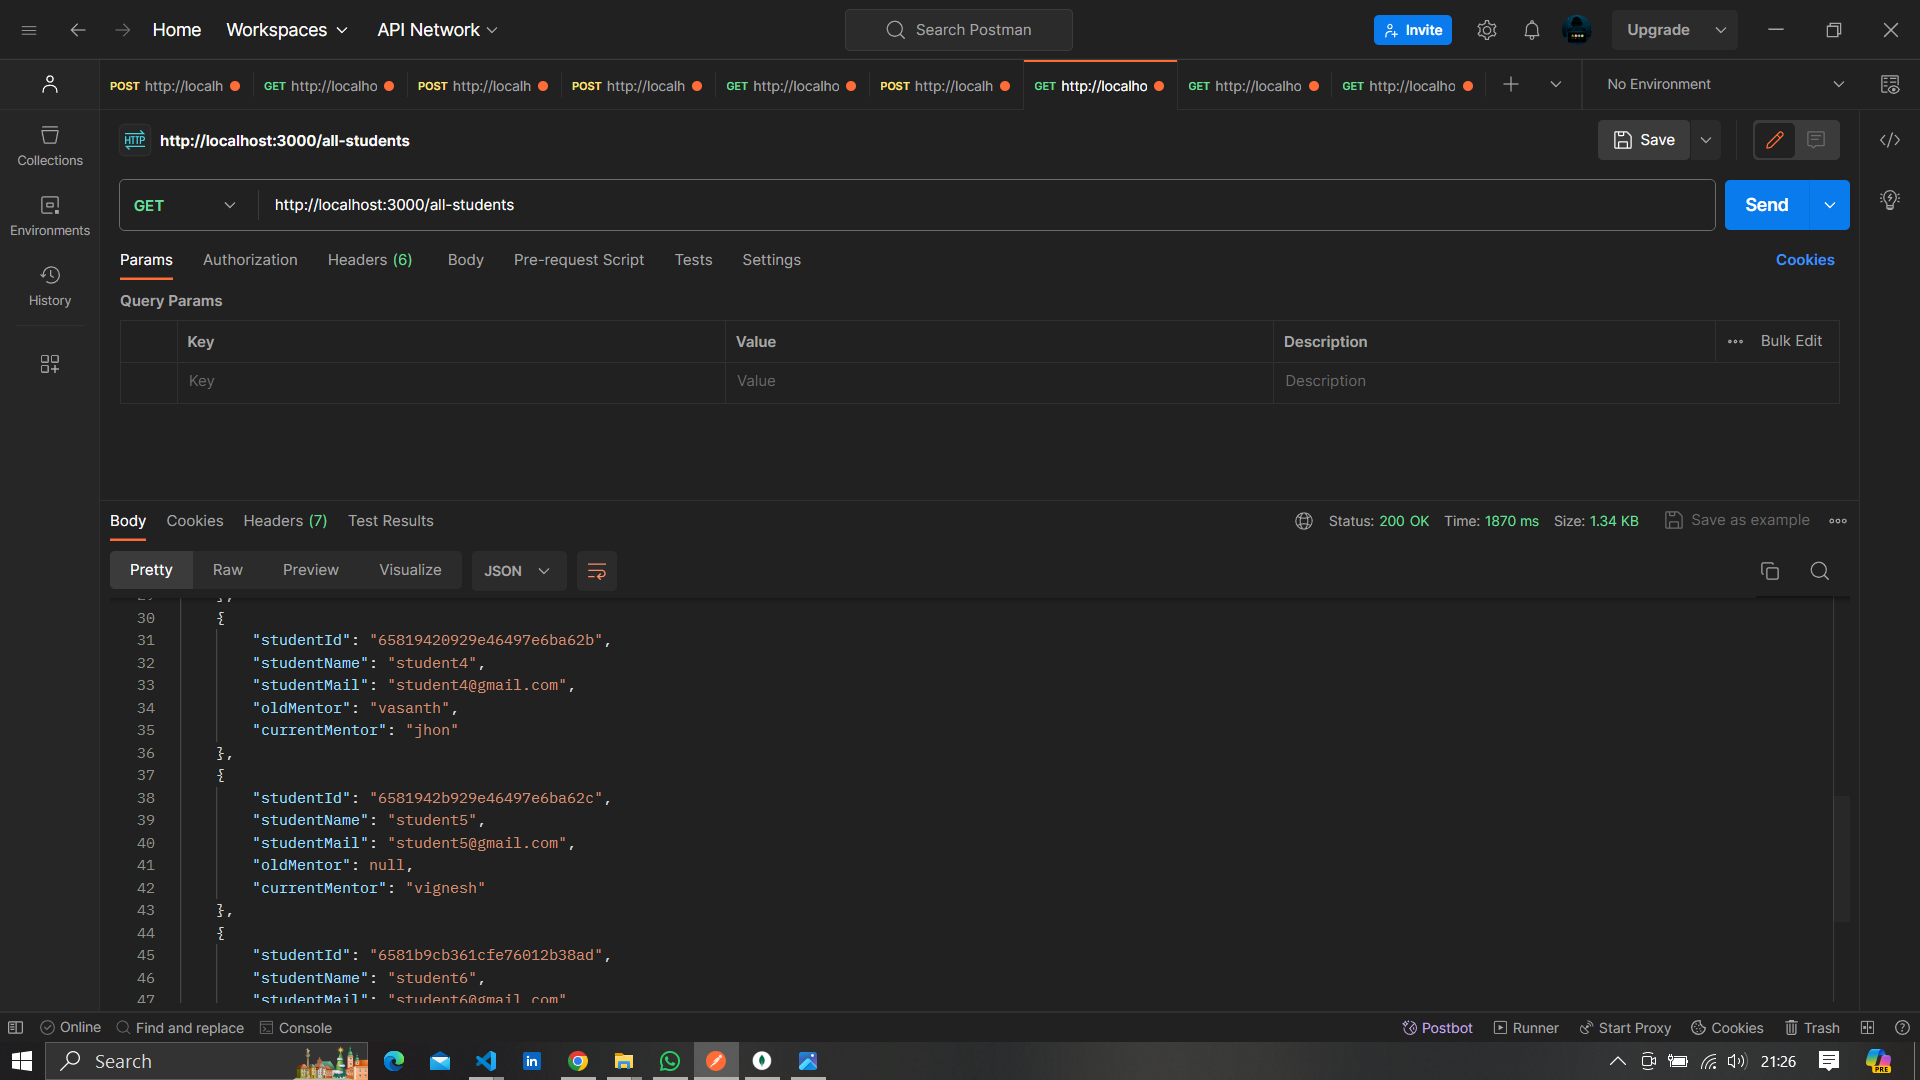 Home Workspaces API Network Search Postman Invite Upgrade
POST http://localh GET http://localho POST http://localh POST http://localh GET http://localho POST http://localh GET http://localho GET http://localho GET http://localho No Environment
HTTP http://localhost:3000/all-students Save
Collections
GET http://localhost:3000/all-students Send
Environments
Params Authorization Headers (6) Body Pre-request Script Tests Settings Cookies
History
Query Params
Key Value Description Bulk Edit
Key Value Description
Body Cookies Headers (7) Test Results Status: 200 OK Time: 1870 ms Size: 1.34 KB Save as example
Pretty Raw Preview Visualize JSON
29 },
30 {
31 "studentId": "65819420929e46497e6ba62b",
32 "studentName": "student4",
33 "studentMail": "student4@gmail.com",
34 "oldMentor": "vasanth",
35 "currentMentor": "jhon"
36 },
37 {
38 "studentId": "6581942b929e46497e6ba62c",
39 "studentName": "student5",
40 "studentMail": "student5@gmail.com",
41 "oldMentor": null,
42 "currentMentor": "vignesh"
43 },
44 {
45 "studentId": "6581b9cb361cfe76012b38ad",
46 "studentName": "student6",
47 "studentMail": "student6@gmail.com"
Online Find and replace Console Postbot Runner Start Proxy Cookies Trash
Search 21:26 PRE